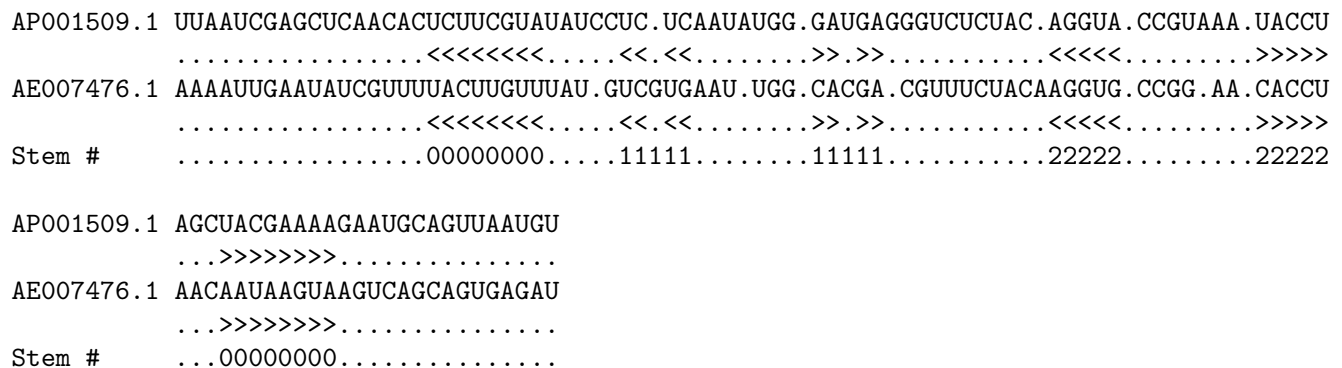 AP001509.1 UUAAUCGAGCUCAACACUCUUCGUAUAUCCUC.UCAAUAUGG.GAUGAGGGUCUCUAC.AGGUA.CCGUAAA.UACCU
.................<<<<<<<<.....<<.<<........>>.>>...........<<<<<.........>>>>>
AE007476.1 AAAAUUGAAUAUCGUUUUACUUGUUUAU.GUCGUGAAU.UGG.CACGA.CGUUUCUACAAGGUG.CCGG.AA.CACCU
.................<<<<<<<<.....<<.<<........>>.>>...........<<<<<.........>>>>>
Stem # .................00000000.....11111........11111...........22222.........22222
AP001509.1 AGCUACGAAAAGAAUGCAGUUAAUGU
...>>>>>>>>...............
AE007476.1 AACAAUAAGUAAGUCAGCAGUGAGAU
...>>>>>>>>...............
Stem # ...00000000...............